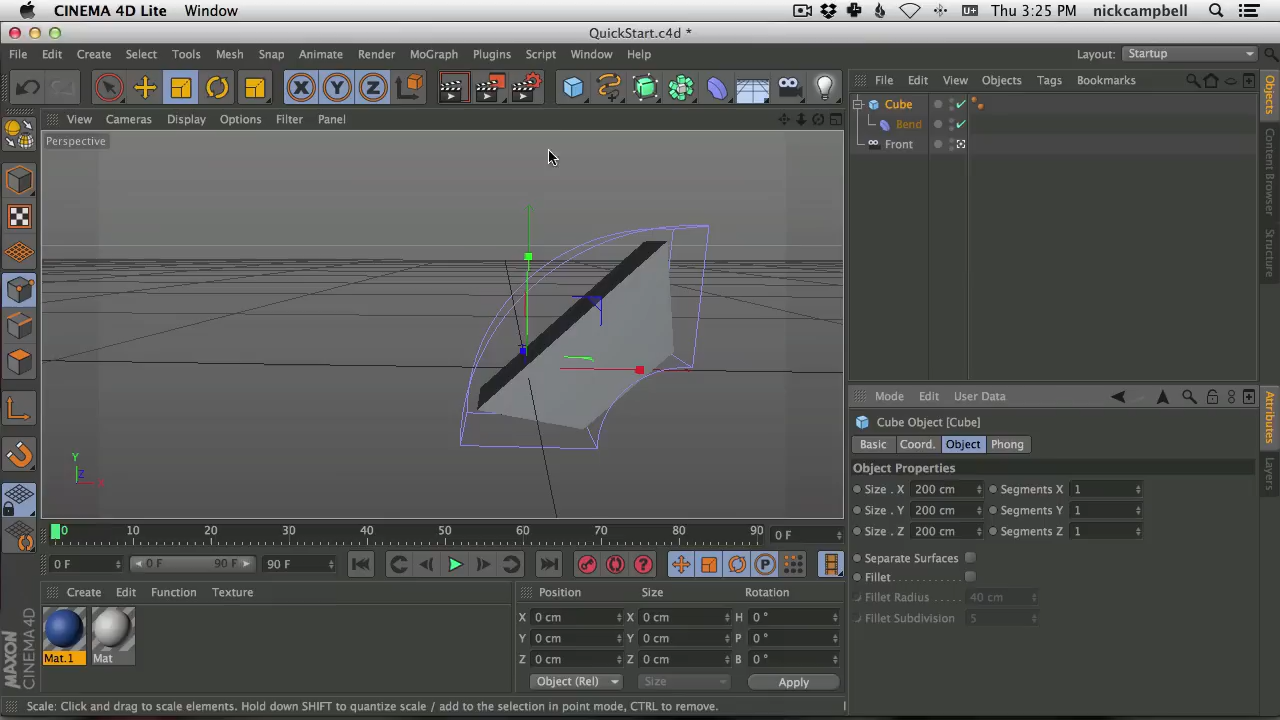 CINEMA 4D Lite Window
Thu 3:25 PM nickcampbell
QuickStart.c4d *
File Edit Create Select Tools Mesh Snap Animate Render MoGraph Plugins Script Window Help
Layout: Startup
X Y Z
File Edit View Objects Tags Bookmarks
Objects
Content Browser
Structure
Cube
Bend
Front
View Cameras Display Options Filter Panel
Perspective
Y
Z
X
Mode Edit User Data
Attributes
Layers
Cube Object [Cube]
Basic Coord. Object Phong
Object Properties
Size . X 200 cm Segments X 1
Size . Y 200 cm Segments Y 1
Size . Z 200 cm Segments Z 1
Separate Surfaces
Fillet
Fillet Radius 40 cm
Fillet Subdivision 5
0 10 20 30 40 50 60 70 80 90 0 F
0 F 0 F 90 F 90 F
P
Create Edit Function Texture
Mat.1 Mat
Position Size Rotation
X 0 cm X 0 cm H 0 °
Y 0 cm Y 0 cm P 0 °
Z 0 cm Z 0 cm B 0 °
Object (Rel) Size Apply
MAXON CINEMA 4D
Scale: Click and drag to scale elements. Hold down SHIFT to quantize scale / add to the selection in point mode, CTRL to remove.